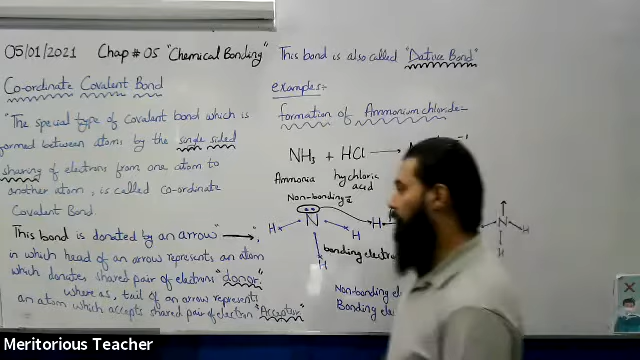 05/01/2021 Chap # 05 "Chemical Bonding"
Co-ordinate Covalent Bond
"The special type of covalent bond which is
formed between atoms by the single sided
sharing of electrons from one atom to
another atom, is called co-ordinate
Covalent Bond.
This bond is donated by an arrow" ⟶ ",
in which head of an arrow represents an atom
which donates shared pair of electrons "donor"
where as, tail of an arrow represents
an atom which accepts shared pair of electron "Acceptor"
This bond is also called "Dative Bond"
examples:-
formation of Ammonium chloride:-
NH3 + HCl ⟶
Ammonia hychloric
acid
Non-bonding
H N H H
H
bonding electron
Non-bonding
Bonding
N H
H
Meritorious Teacher